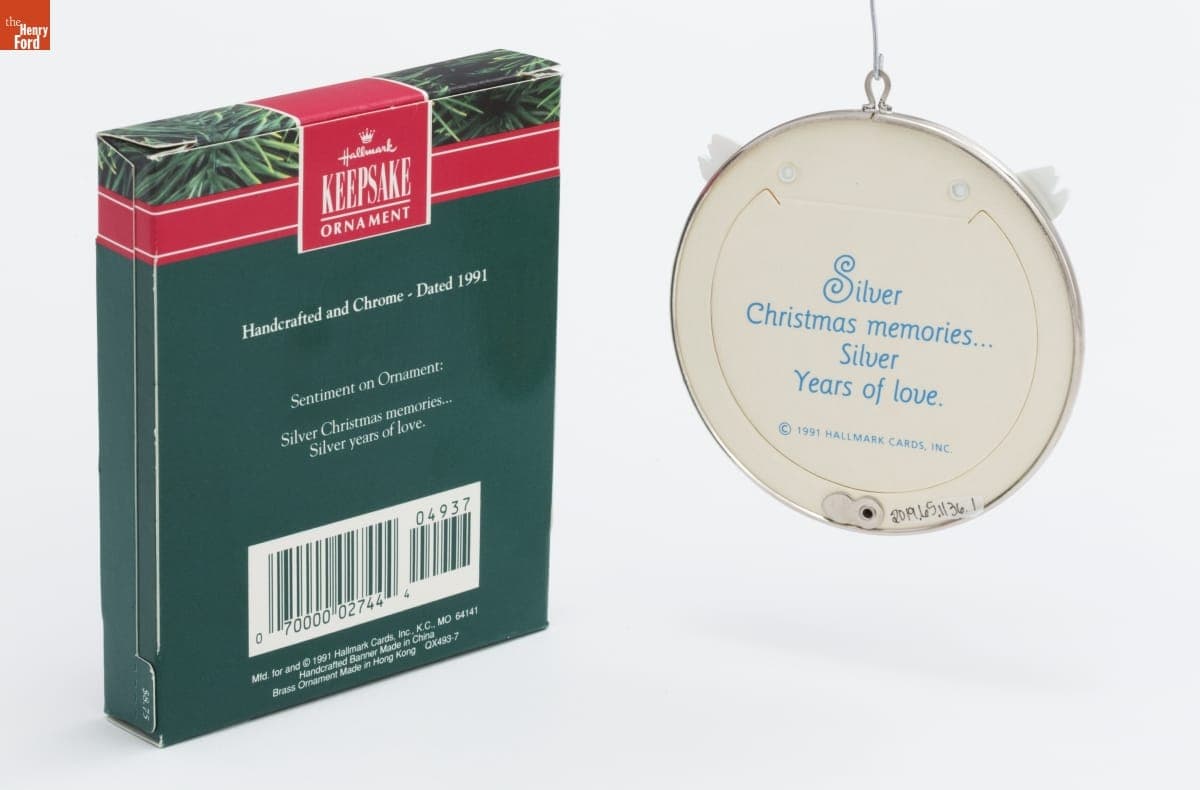 the
Henry
Ford
Hallmark
KEEPSAKE
ORNAMENT
Handcrafted and Chrome - Dated 1991
Sentiment on Ornament:
Silver Christmas memories...
Silver years of love.
04937
0 70000 02744 4
Mfd. for and © 1991 Hallmark Cards, Inc., K.C., MO 64141
Handcrafted Banner Made in China
Brass Ornament Made in Hong Kong QX493-7
$8.75
Silver
Christmas memories...
Silver
Years of love.
© 1991 HALLMARK CARDS, INC.
2019.65.1136.1